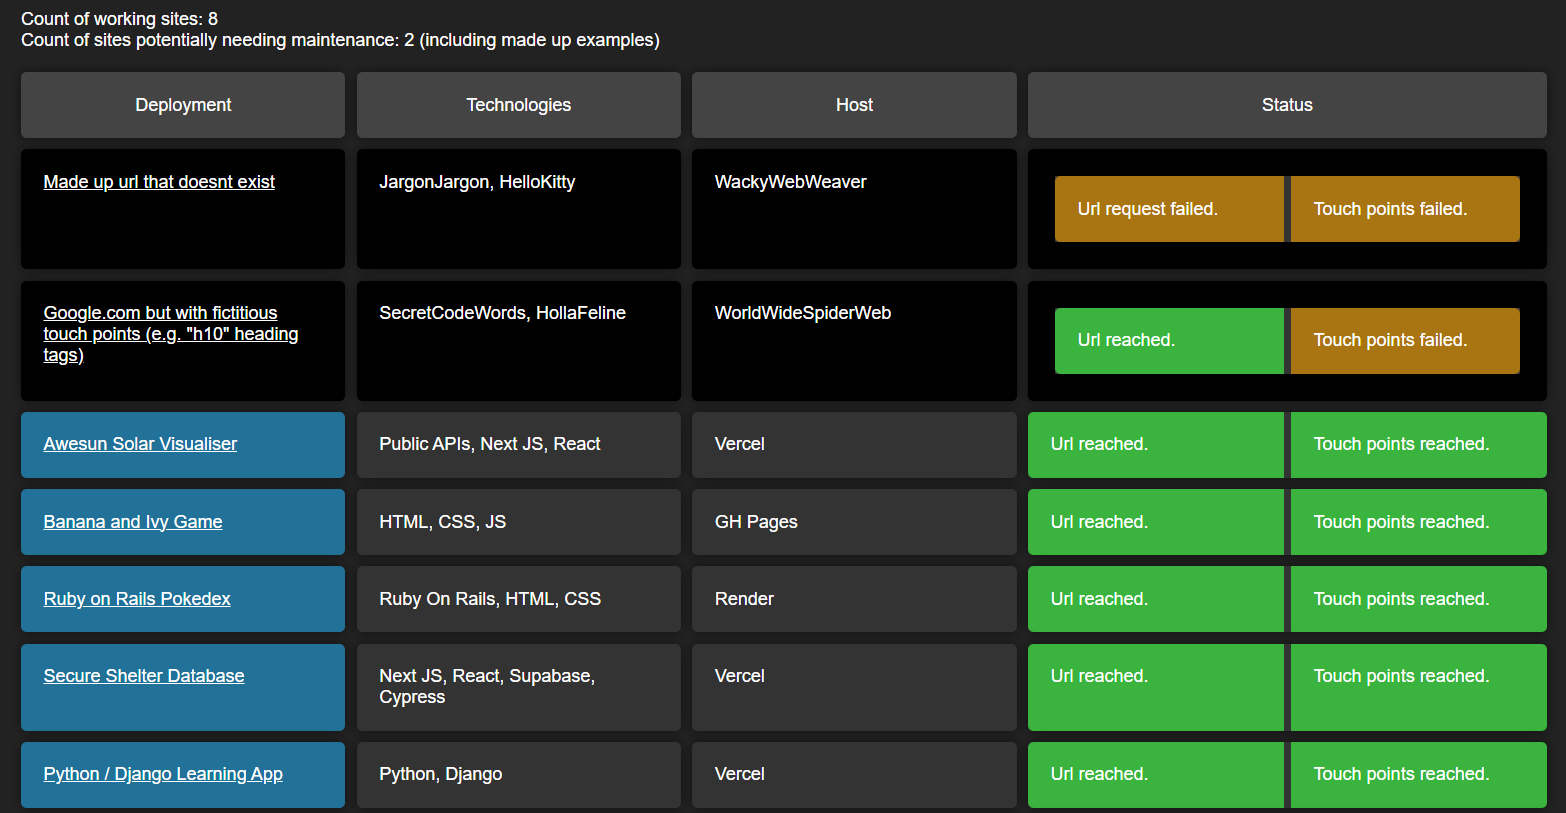 Count of working sites: 8
Count of sites potentially needing maintenance: 2 (including made up examples)
Deployment
Technologies
Host
Status
Made up url that doesnt exist
JargonJargon, HelloKitty
WackyWebWeaver
Url request failed.
Touch points failed.
Google.com but with fictitious
touch points (e.g. "h10" heading
tags)
SecretCodeWords, HollaFeline
WorldWideSpiderWeb
Url reached.
Touch points failed.
Awesun Solar Visualiser
Public APIs, Next JS, React
Vercel
Url reached.
Touch points reached.
Banana and Ivy Game
HTML, CSS, JS
GH Pages
Url reached.
Touch points reached.
Ruby on Rails Pokedex
Ruby On Rails, HTML, CSS
Render
Url reached.
Touch points reached.
Secure Shelter Database
Next JS, React, Supabase,
Cypress
Vercel
Url reached.
Touch points reached.
Python / Django Learning App
Python, Django
Vercel
Url reached.
Touch points reached.